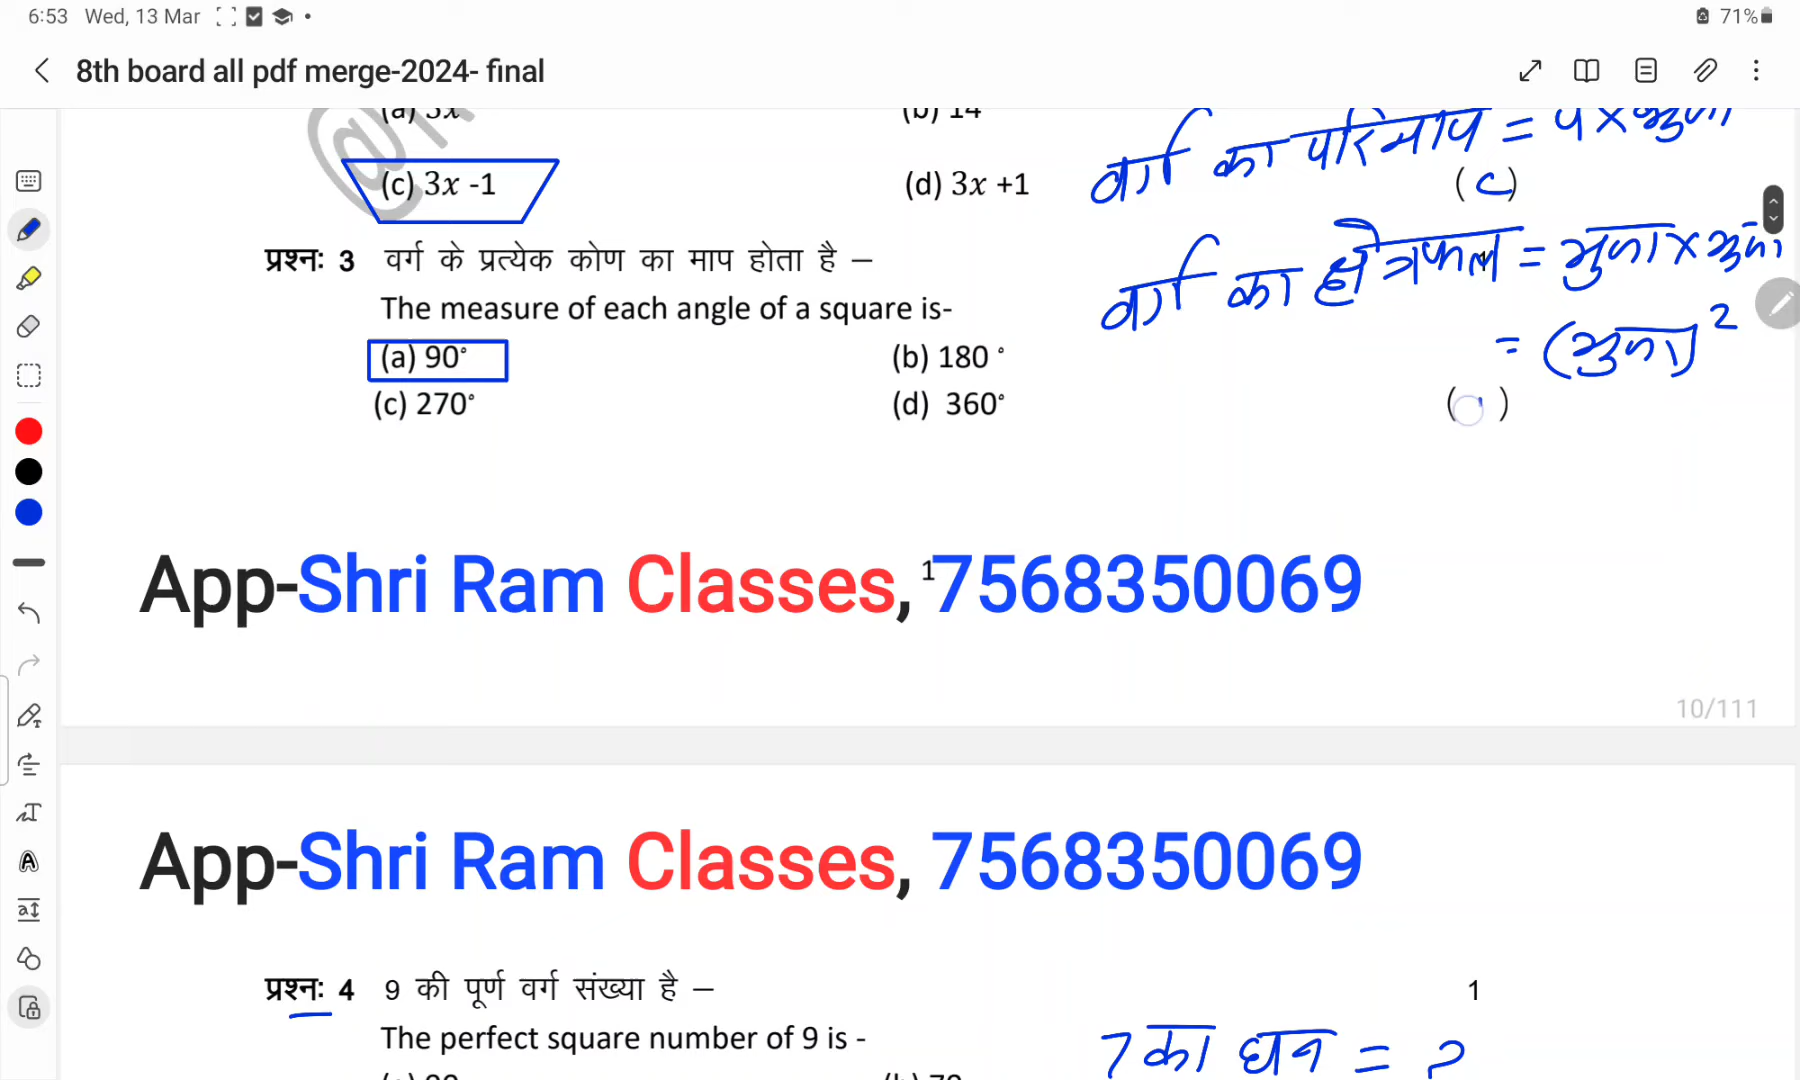 6:53 Wed, 13 Mar
71%
8th board all pdf merge-2024- final
(a) 3x (b) 14
वर्ग का परिमाप = 4 × भुजा
(c) 3x -1 (d) 3x +1 (c)
प्रश्नः 3 वर्ग के प्रत्येक कोण का माप होता है –
वर्ग का क्षेत्रफल = भुजा × भुजा
The measure of each angle of a square is-
= (भुजा)²
(a) 90° (b) 180 °
(c) 270° (d) 360° ( )
App-Shri Ram Classes, 7568350069
1
10/111
App-Shri Ram Classes, 7568350069
प्रश्नः 4 9 की पूर्ण वर्ग संख्या है – 1
The perfect square number of 9 is -
7 का घन = ?